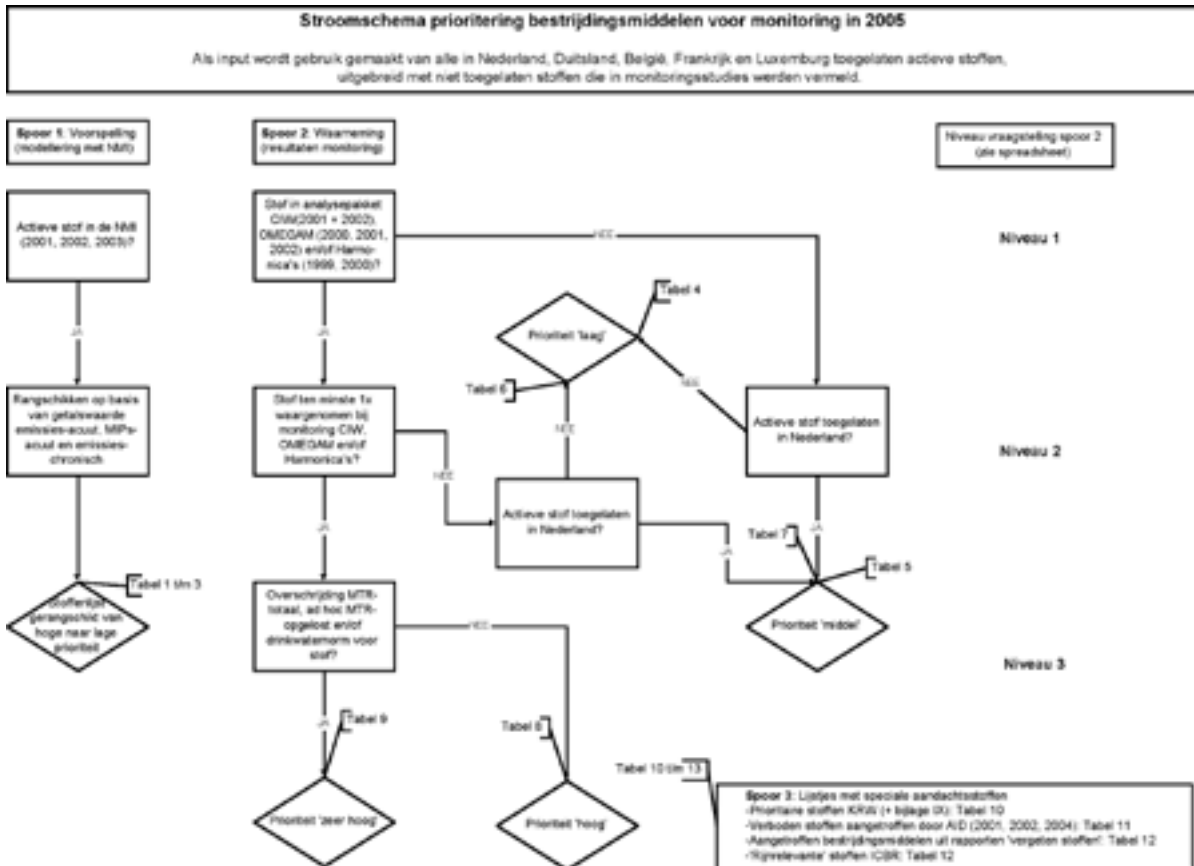 Stroomschema prioritering bestrijdingsmiddelen voor monitoring in 2005
Als input wordt gebruik gemaakt van alle in Nederland, Duitsland, België, Frankrijk en Luxemburg toegelaten actieve stoffen,
uitgebreid met niet toegelaten stoffen die in monitoringsstudies werden vermeld.
Spoor 1: Voorspelling
(modellering met NMI)
Spoor 2: Waarneming
(resultaten monitoring)
Niveau vraagstelling spoor 2
(zie spreadsheet)
Actieve stof in de NMI
(2001, 2002, 2003)?
Stof in analysepakket
CIW(2001 + 2002),
OMEGAM (2000, 2001,
2002) en/of Harmo-
nica's (1999, 2000)?
NEE
Niveau 1
JA
JA
Prioriteit 'laag'
Tabel 4
Tabel 6
NEE
NEE
Rangschikken op basis
van getalswaarde
emissies-acuut, MIPs-
acuut en emissies-
chronisch
Stof ten minste 1x
waargenomen bij
monitoring CIW,
OMEGAM en/of
Harmonica's?
NEE
Actieve stof toegelaten
in Nederland?
Actieve stof toegelaten
in Nederland?
Niveau 2
JA
JA
JA
Tabel 7
Tabel 5
Prioriteit 'middel'
Tabel 1 t/m 3
Stoffenlijst
gerangschikt van
hoge naar lage
prioriteit
Overschrijding MTR-
totaal, ad hoc MTR-
opgelost en/of
drinkwaternorm voor
stof?
NEE
Niveau 3
JA
Tabel 9
Tabel 8
Prioriteit 'zeer hoog'
Prioriteit 'hoog'
Tabel 10 t/m 13
Spoor 3: Lijstjes met speciale aandachtsstoffen
-Prioritaire stoffen KRW (+ bijlage IX): Tabel 10
-Verboden stoffen aangetroffen door AID (2001, 2002, 2004): Tabel 11
-Aangetroffen bestrijdingsmiddelen uit rapporten 'vergeten stoffen': Tabel 12
-'Rijnrelevante' stoffen ICBR: Tabel 12